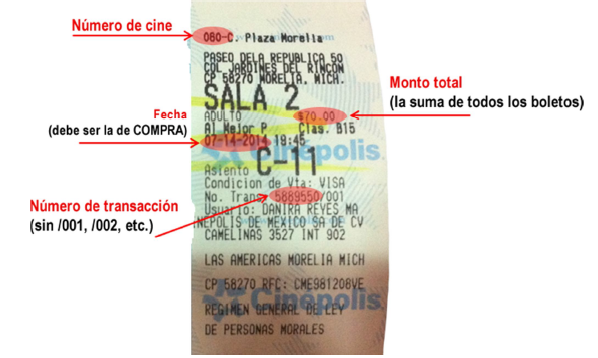 Número de cine
080-C. Plaza Morelia
PASEO DELA REPUBLICA 50
COL JARDINES DEL RINCON
CP 58270 MORELIA, MICH.
SALA 2
Monto total
(la suma de todos los boletos)
ADULTO $70.00
Al Mejor P Clas. B15
Fecha
(debe ser la de COMPRA)
07-14-2014 19:45
Cinépolis
Asiento C-11
Condicion de Vta: VISA
Número de transacción
(sin /001, /002, etc.)
No. Trans 5889550/001
Usuario: DANIRA REYES MA
NEPOLIS DE MEXICO SA DE CV
CAMELINAS 3527 INT 902
LAS AMERICAS MORELIA MICH
CP 58270 RFC: CME981208VE
Cinépolis
REGIMEN GENERAL DE LEY
DE PERSONAS MORALES